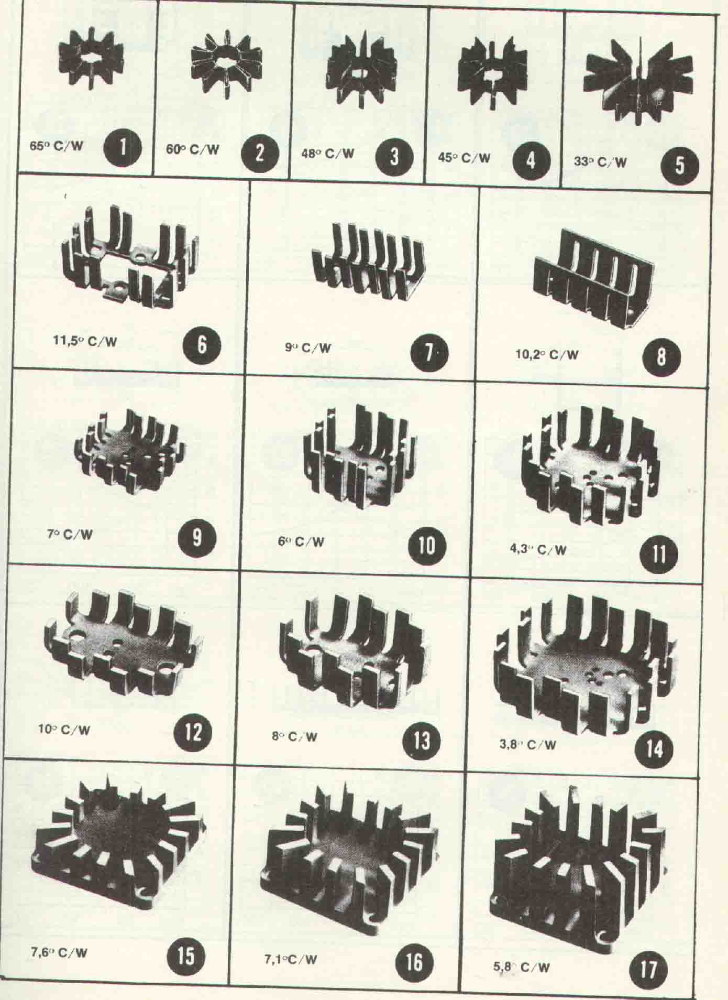 65° C/W 1
60° C/W 2
48° C/W 3
45° C/W 4
33° C/W 5
11,5° C/W 6
9° C/W 7
10,2° C/W 8
7° C/W 9
6° C/W 10
4,3° C/W 11
10° C/W 12
8° C/W 13
3,8° C/W 14
7,6° C/W 15
7,1°C/W 16
5,8° C/W 17